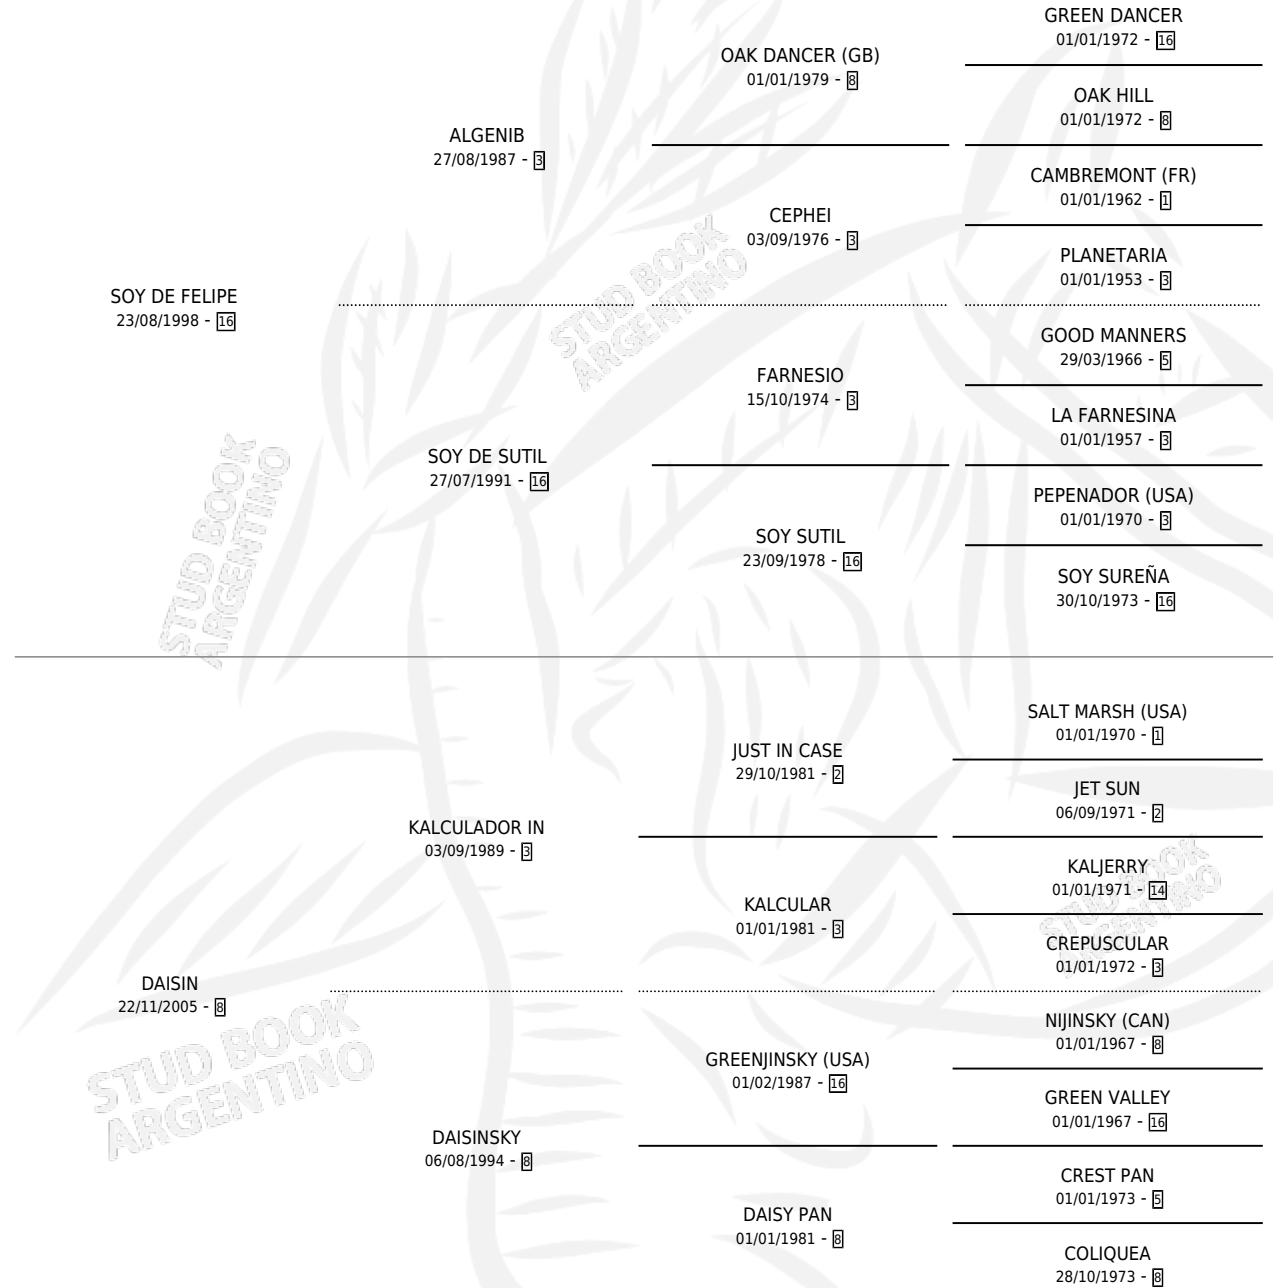 GREEN DANCER
01/01/1972 - 16
OAK DANCER (GB)
01/01/1979 - 8
OAK HILL
01/01/1972 - 8
ALGENIB
27/08/1987 - 3
CAMBREMONT (FR)
01/01/1962 - 1
CEPHEI
03/09/1976 - 3
PLANETARIA
01/01/1953 - 3
SOY DE FELIPE
23/08/1998 - 16
GOOD MANNERS
29/03/1966 - 5
FARNESIO
15/10/1974 - 3
LA FARNESINA
01/01/1957 - 3
SOY DE SUTIL
27/07/1991 - 16
PEPENADOR (USA)
01/01/1970 - 3
SOY SUTIL
23/09/1978 - 16
SOY SUREÑA
30/10/1973 - 16
SALT MARSH (USA)
01/01/1970 - 1
JUST IN CASE
29/10/1981 - 2
JET SUN
06/09/1971 - 2
KALCULADOR IN
03/09/1989 - 3
KALJERRY
01/01/1971 - 14
KALCULAR
01/01/1981 - 3
CREPUSCULAR
01/01/1972 - 3
DAISIN
22/11/2005 - 8
NIJINSKY (CAN)
01/01/1967 - 8
GREENJINSKY (USA)
01/02/1987 - 16
GREEN VALLEY
01/01/1967 - 16
DAISINSKY
06/08/1994 - 8
CREST PAN
01/01/1973 - 5
DAISY PAN
01/01/1981 - 8
COLIQUEA
28/10/1973 - 8
STUD BOOK
ARGENTINO
STUD BOOK
ARGENTINO
STUD BOOK
ARGENTINO
STUD BOOK
ARGENTINO